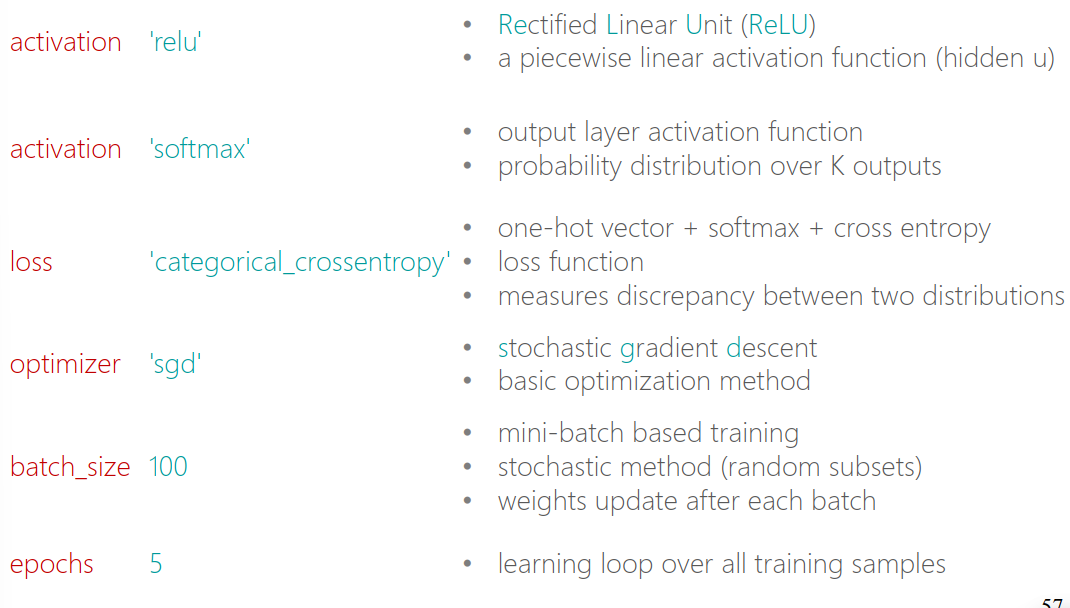 activation 'relu'
• Rectified Linear Unit (ReLU)
• a piecewise linear activation function (hidden u)
activation 'softmax'
• output layer activation function
• probability distribution over K outputs
loss 'categorical_crossentropy'
• one-hot vector + softmax + cross entropy
• loss function
• measures discrepancy between two distributions
optimizer 'sgd'
• stochastic gradient descent
• basic optimization method
batch_size 100
• mini-batch based training
• stochastic method (random subsets)
• weights update after each batch
epochs 5
• learning loop over all training samples
57